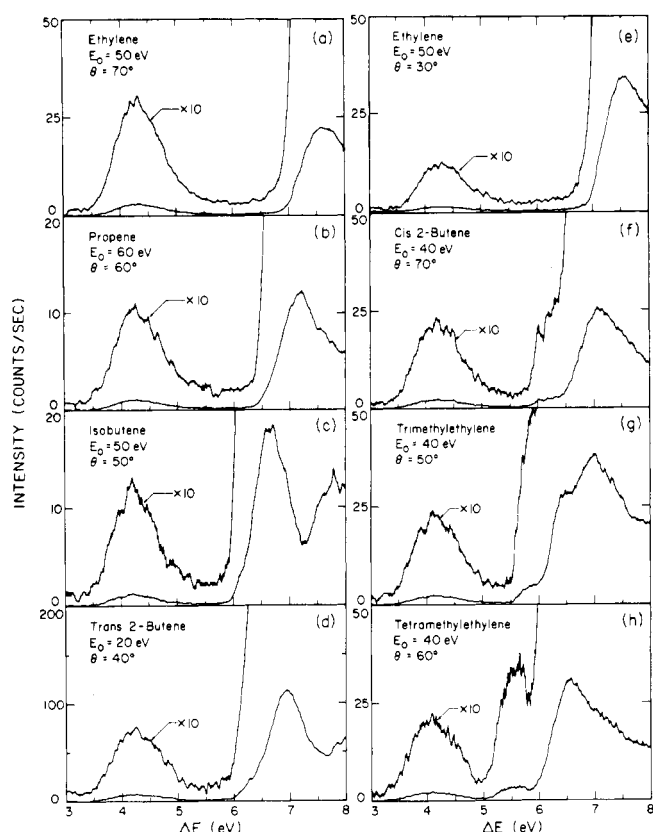 Ethylene
E₀ = 50 eV
θ = 70°
(a)
×10
50
25
0
Propene
E₀ = 60 eV
θ = 60°
(b)
×10
20
10
0
Isobutene
E₀ = 50 eV
θ = 50°
(c)
×10
20
10
0
Trans 2-Butene
E₀ = 20 eV
θ = 40°
(d)
×10
200
100
0
3 4 5 6 7 8
ΔE (eV)
INTENSITY (COUNTS/SEC)
Ethylene
E₀ = 50 eV
θ = 30°
(e)
×10
50
25
0
Cis 2-Butene
E₀ = 40 eV
θ = 70°
(f)
×10
50
25
0
Trimethylethylene
E₀ = 40 eV
θ = 50°
(g)
×10
50
25
0
Tetramethylethylene
E₀ = 40 eV
θ = 60°
(h)
×10
50
25
0
3 4 5 6 7 8
ΔE (eV)